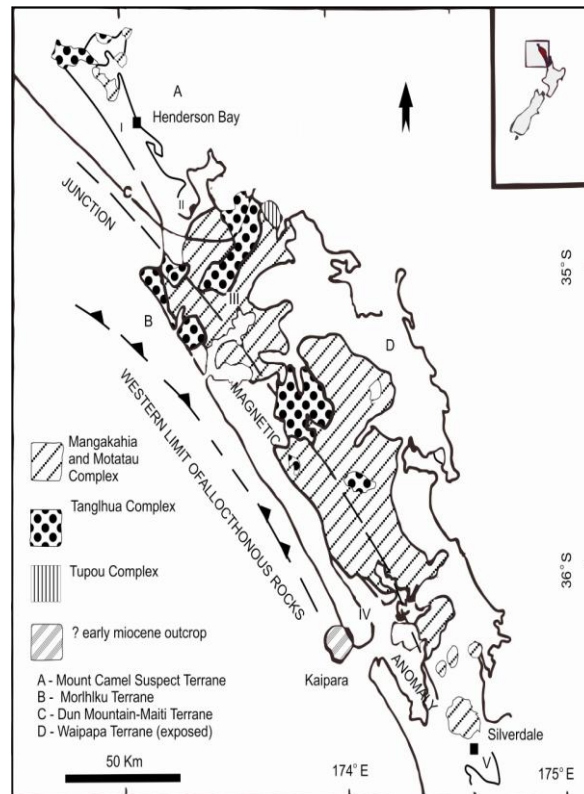 A
Henderson Bay
I
C
II
JUNCTION
35° S
III
B
D
MAGNETIC
WESTERN LIMIT OFALLOCTHONOUS ROCKS
Mangakahia
and Motatau
Complex
Tanglhua Complex
Tupou Complex
36° S
? early miocene outcrop
IV
Kaipara
ANOMALY
A - Mount Camel Suspect Terrane
B - Morlhlku Terrane
C - Dun Mountain-Maiti Terrane
D - Waipapa Terrane (exposed)
Silverdale
V
50 Km
174° E
175° E